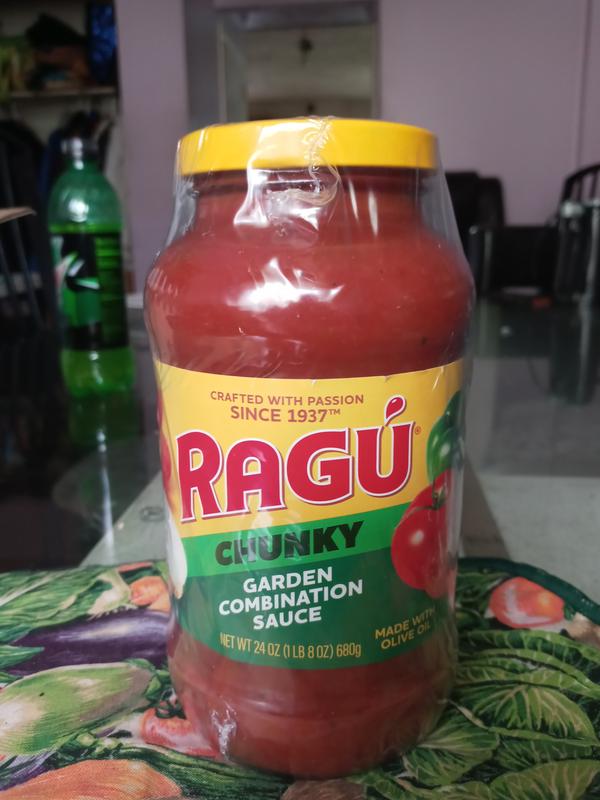 CRAFTED WITH PASSION
SINCE 1937™
RAGÚ®
CHUNKY
GARDEN
COMBINATION
SAUCE
NET WT 24 OZ (1 LB 8 OZ) 680g
MADE WITH
OLIVE OIL